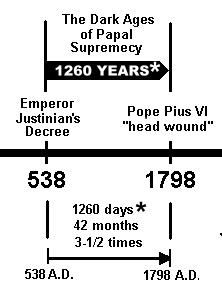 The Dark Ages
of Papal
Supremecy
1260 YEARS*
Emperor
Justinian's
Decree
Pope Pius VI
"head wound"
538
1798
1260 days*
42 months
3-1/2 times
538 A.D.
1798 A.D.